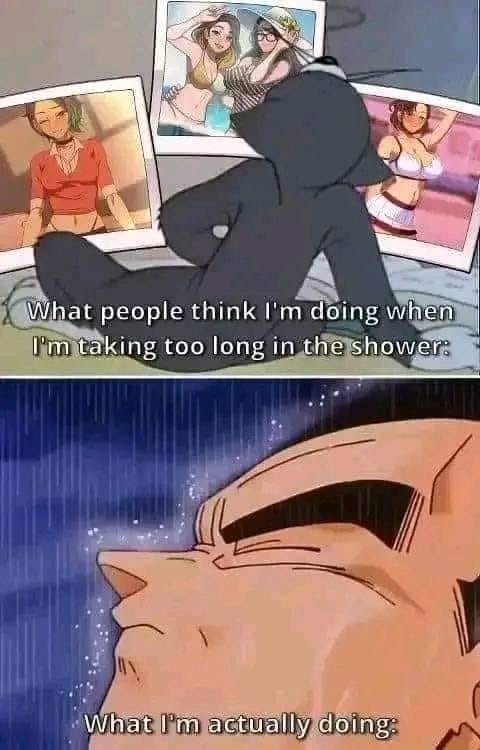 What people think I'm doing when
I'm taking too long in the shower:
What I'm actually doing: